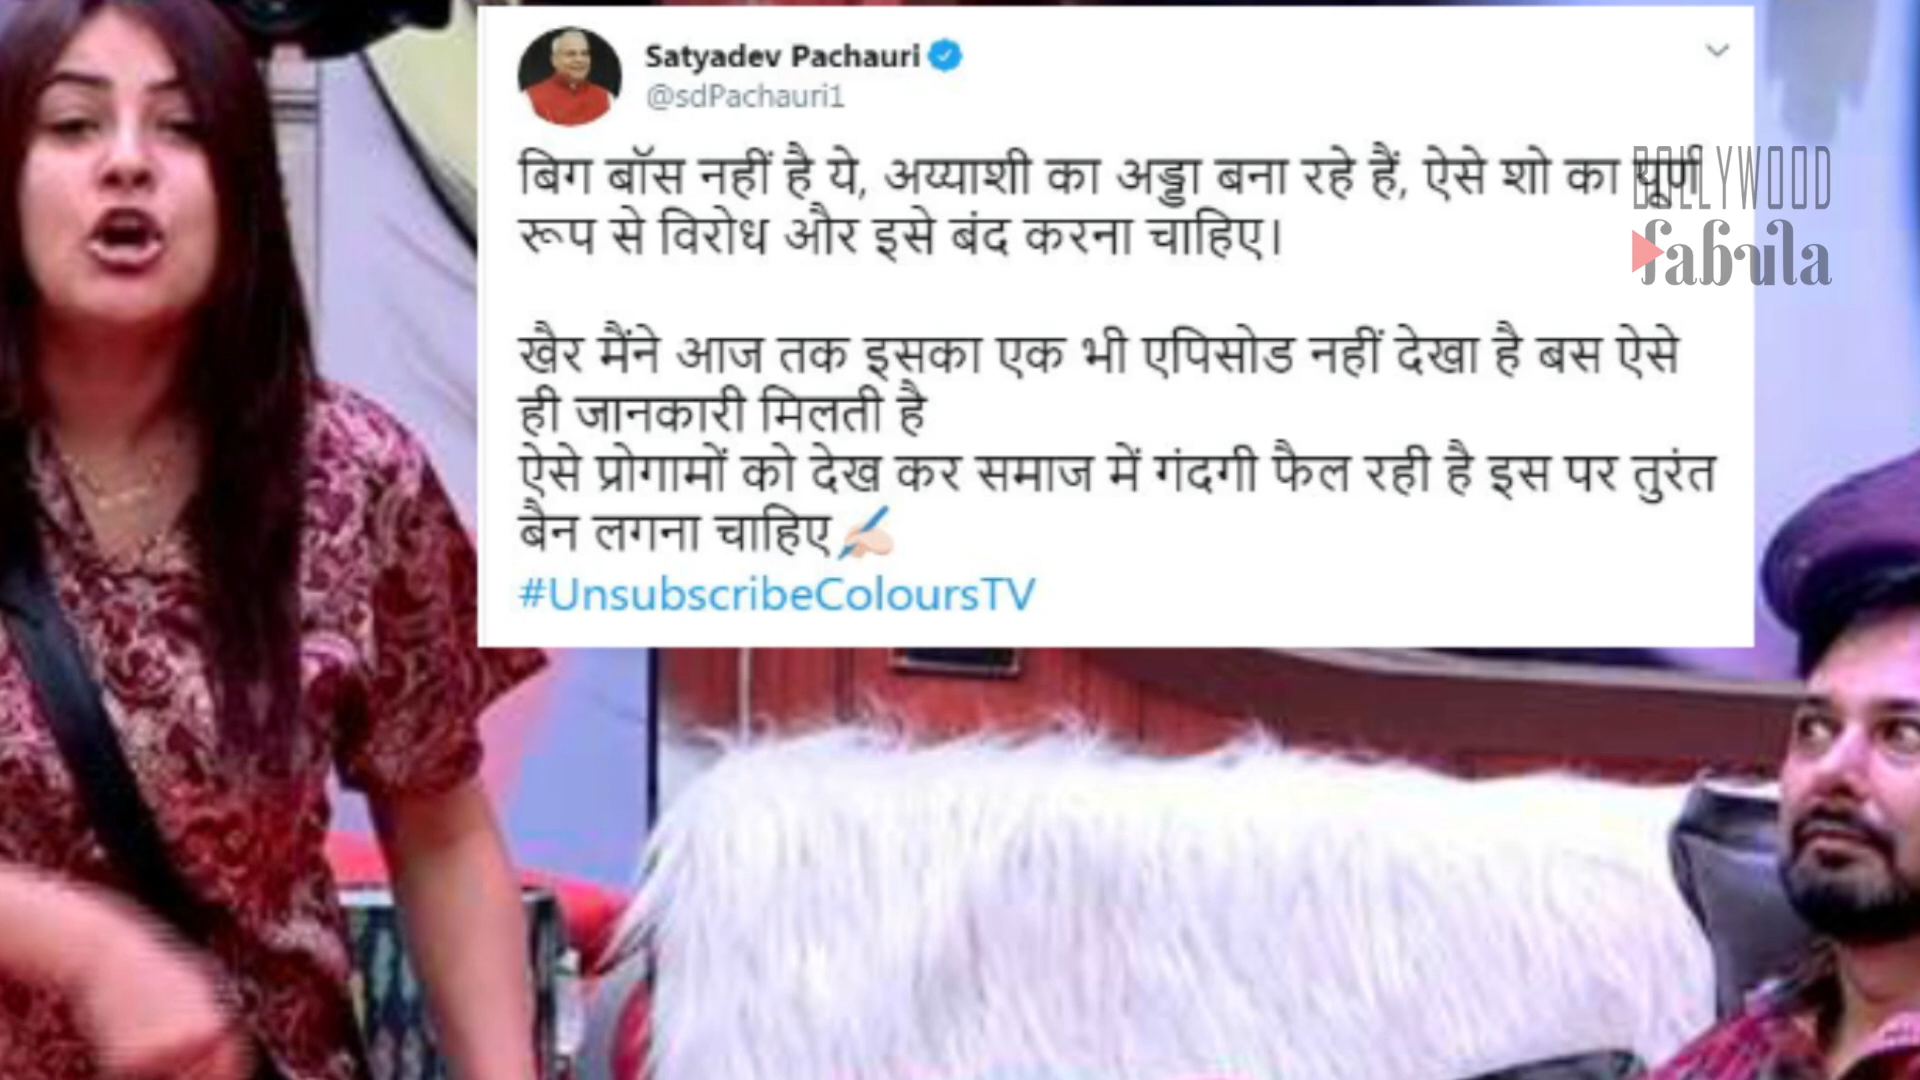 Satyadev Pachauri
@sdPachauri1
बिग बॉस नहीं है ये, अय्याशी का अड्डा बना रहे हैं, ऐसे शो का पूर्ण
रूप से विरोध और इसे बंद करना चाहिए।
खैर मैंने आज तक इसका एक भी एपिसोड नहीं देखा है बस ऐसे
ही जानकारी मिलती है
ऐसे प्रोगामों को देख कर समाज में गंदगी फैल रही है इस पर तुरंत
बैन लगना चाहिए✍🏻
#UnsubscribeColoursTV
BOLLYWOOD
fabula